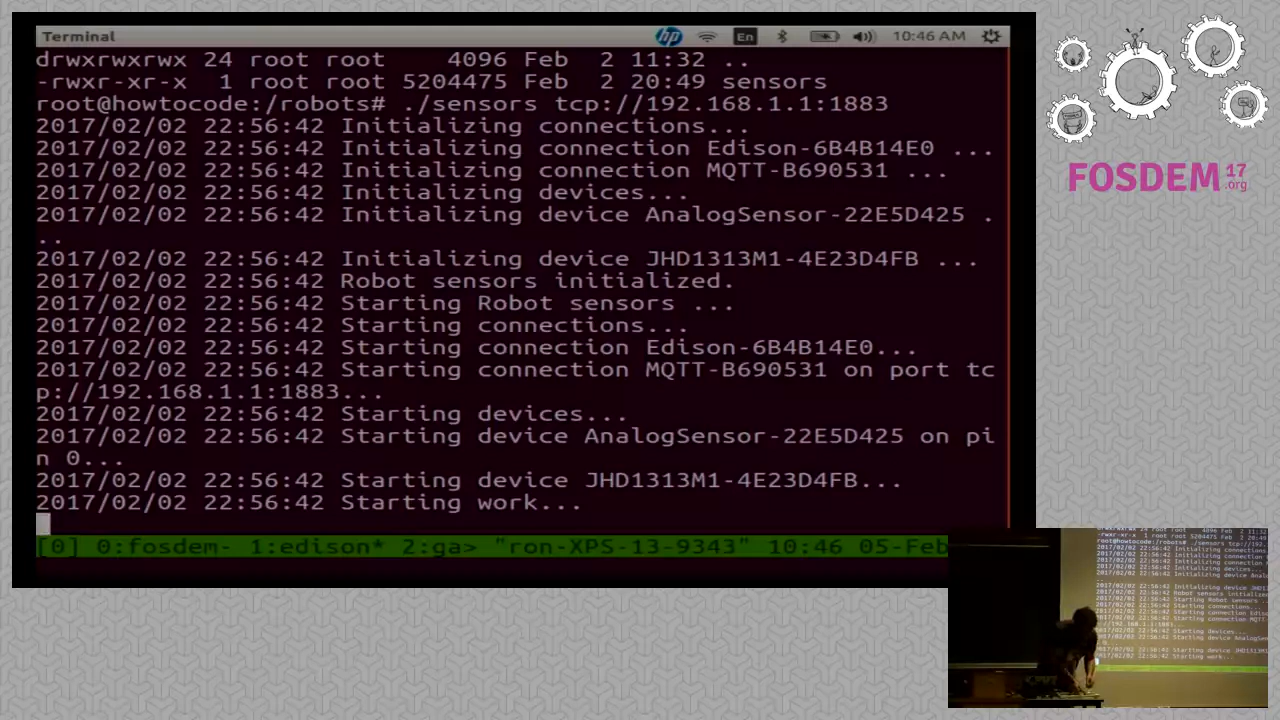 Terminal
En
10:46 AM
drwxrwxrwx 24 root root    4096 Feb  2 11:32 ..
-rwxr-xr-x  1 root root 5204475 Feb  2 20:49 sensors
root@howtocode:/robots# ./sensors tcp://192.168.1.1:1883
2017/02/02 22:56:42 Initializing connections...
2017/02/02 22:56:42 Initializing connection Edison-6B4B14E0 ...
2017/02/02 22:56:42 Initializing connection MQTT-B690531 ...
2017/02/02 22:56:42 Initializing devices...
2017/02/02 22:56:42 Initializing device AnalogSensor-22E5D425 .
..
2017/02/02 22:56:42 Initializing device JHD1313M1-4E23D4FB ...
2017/02/02 22:56:42 Robot sensors initialized.
2017/02/02 22:56:42 Starting Robot sensors ...
2017/02/02 22:56:42 Starting connections...
2017/02/02 22:56:42 Starting connection Edison-6B4B14E0...
2017/02/02 22:56:42 Starting connection MQTT-B690531 on port tc
p://192.168.1.1:1883...
2017/02/02 22:56:42 Starting devices...
2017/02/02 22:56:42 Starting device AnalogSensor-22E5D425 on pi
n 0...
2017/02/02 22:56:42 Starting device JHD1313M1-4E23D4FB...
2017/02/02 22:56:42 Starting work...
[0] 0:fosdem- 1:edison* 2:ga> "ron-XPS-13-9343" 10:46 05-Feb
hp
FOSDEM 17
.org